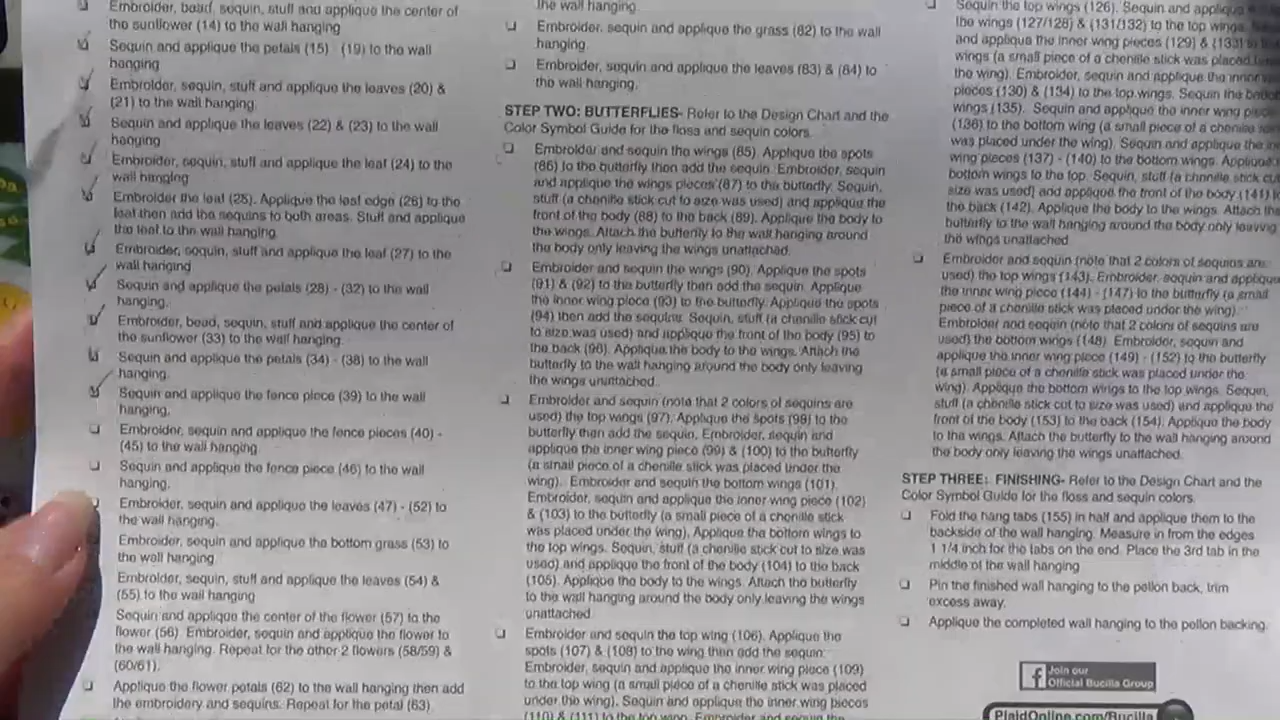 Embroider, bead, sequin, stuff and applique the center of
the sunflower (14) to the wall hanging
Sequin and applique the petals (15) - (19) to the wall
hanging
Embroider, sequin, stuff and applique the leaves (20) &
(21) to the wall hanging.
Sequin and applique the leaves (22) & (23) to the wall
hanging
Embroider, sequin, stuff and applique the leaf (24) to the
wall hanging
Embroider the leaf (25). Applique the leaf edge (26) to the
leaf then add the sequins to both areas. Stuff and applique
the leaf to the wall hanging.
Embroider, sequin, stuff and applique the leaf (27) to the
wall hanging
Sequin and applique the petals (28) - (32) to the wall
hanging.
Embroider, bead, sequin, stuff and applique the center of
the sunflower (33) to the wall hanging.
Sequin and applique the petals (34) - (38) to the wall
hanging.
Sequin and applique the fence piece (39) to the wall
hanging.
Embroider, sequin and applique the fence pieces (40) -
(45) to the wall hanging
Sequin and applique the fence piece (46) to the wall
hanging.
Embroider, sequin and applique the leaves (47) - (52) to
the wall hanging.
Embroider, sequin and applique the bottom grass (53) to
the wall hanging
Embroider, sequin, stuff and applique the leaves (54) &
(55) to the wall hanging
Sequin and applique the center of the flower (57) to the
flower (56). Embroider, sequin and applique the flower to
the wall hanging. Repeat for the other 2 flowers (58/59) &
(60/61).
Applique the flower petals (62) to the wall hanging then add
the embroidery and sequins. Repeat for the petal (63).
the wall hanging.
Embroider, sequin and applique the grass (82) to the wall
hanging.
Embroider, sequin and applique the leaves (83) & (84) to
the wall hanging.
STEP TWO: BUTTERFLIES- Refer to the Design Chart and the
Color Symbol Guide for the floss and sequin colors.
Embroider and sequin the wings (85). Applique the spots
(86) to the butterfly then add the sequin. Embroider, sequin
and applique the wings pieces (87) to the butterfly. Sequin,
stuff (a chenille stick cut to size was used) and applique the
front of the body (88) to the back (89). Applique the body to
the wings. Attach the butterfly to the wall hanging around
the body only leaving the wings unattached.
Embroider and sequin the wings (90). Applique the spots
(91) & (92) to the butterfly then add the sequin. Applique
the inner wing piece (93) to the butterfly. Applique the spots
(94) then add the sequins. Sequin, stuff (a chenille stick cut
to size was used) and applique the front of the body (95) to
the back (96). Applique the body to the wings. Attach the
butterfly to the wall hanging around the body only leaving
the wings unattached.
Embroider and sequin (note that 2 colors of sequins are
used) the top wings (97). Applique the spots (98) to the
butterfly then add the sequin. Embroider, sequin and
applique the inner wing piece (99) & (100) to the butterfly
(a small piece of a chenille stick was placed under the
wing). Embroider and sequin the bottom wings (101).
Embroider, sequin and applique the inner wing piece (102)
& (103) to the butterfly (a small piece of a chenille stick
was placed under the wing). Applique the bottom wings to
the top wings. Sequin, stuff (a chenille stick cut to size was
used) and applique the front of the body (104) to the back
(105). Applique the body to the wings. Attach the butterfly
to the wall hanging around the body only leaving the wings
unattached.
Embroider and sequin the top wing (106). Applique the
spots (107) & (108) to the wing then add the sequin.
Embroider, sequin and applique the inner wing piece (109)
to the top wing (a small piece of a chenille stick was placed
under the wing). Sequin and applique the inner wing pieces
(110) & (111) to the top wing. Embroider and sequin the
Sequin the top wings (126). Sequin and applique
the wings (127/128) & (131/132) to the top wings.
and applique the inner wing pieces (129) & (133) to
wings (a small piece of a chenille stick was placed
the wing). Embroider, sequin and applique the inner
pieces (130) & (134) to the top wings. Sequin the bottom
wings (135). Sequin and applique the inner wing
(136) to the bottom wing (a small piece of a chenille
was placed under the wing). Sequin and applique the
wing pieces (137) - (140) to the bottom wings. Applique
bottom wings to the top. Sequin, stuff (a chenille stick cut
size was used) and applique the front of the body (141) to
the back (142). Applique the body to the wings. Attach the
butterfly to the wall hanging around the body only leaving
the wings unattached
Embroider and sequin (note that 2 colors of sequins are
used) the top wings (143). Embroider, sequin and applique
the inner wing piece (144) - (147) to the butterfly (a small
piece of a chenille stick was placed under the wing).
Embroider and sequin (note that 2 colors of sequins are
used) the bottom wings (148). Embroider, sequin and
applique the inner wing piece (149) - (152) to the butterfly
(a small piece of a chenille stick was placed under the
wing). Applique the bottom wings to the top wings. Sequin,
stuff (a chenille stick cut to size was used) and applique the
front of the body (153) to the back (154). Applique the body
to the wings. Attach the butterfly to the wall hanging around
the body only leaving the wings unattached.
STEP THREE: FINISHING- Refer to the Design Chart and the
Color Symbol Guide for the floss and sequin colors.
Fold the hang tabs (155) in half and applique them to the
backside of the wall hanging. Measure in from the edges
1 1/4 inch for the tabs on the end. Place the 3rd tab in the
middle of the wall hanging
Pin the finished wall hanging to the pellon back, trim
excess away.
Applique the completed wall hanging to the pellon backing.
f Join our
Official Bucilla Group
PlaidOnline.com/Bucilla